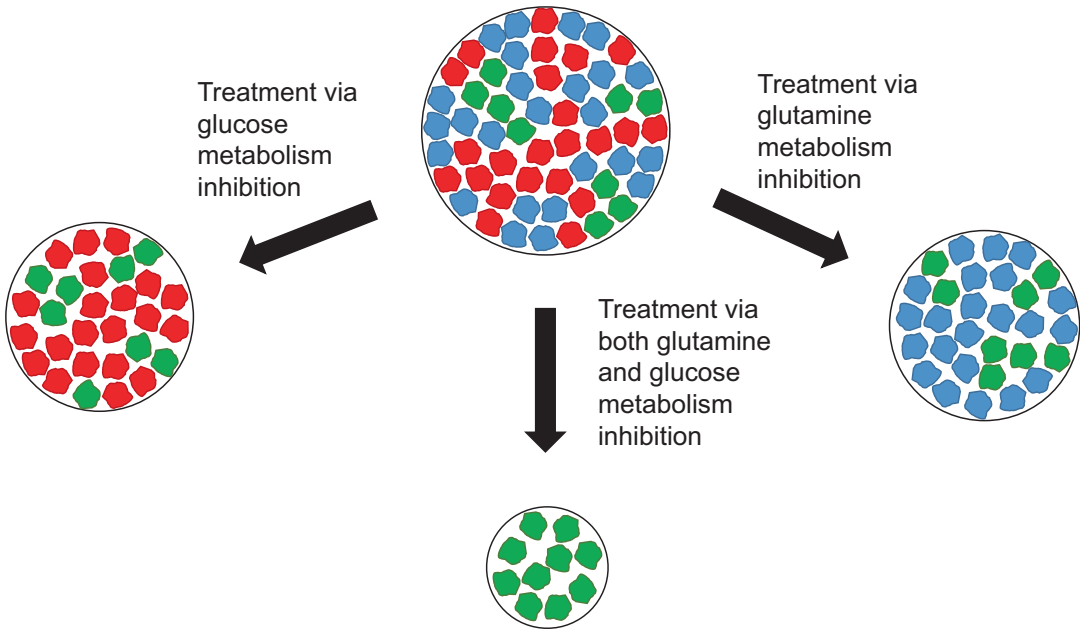 Treatment via
glucose
metabolism
inhibition
Treatment via
glutamine
metabolism
inhibition
Treatment via
both glutamine
and glucose
metabolism
inhibition